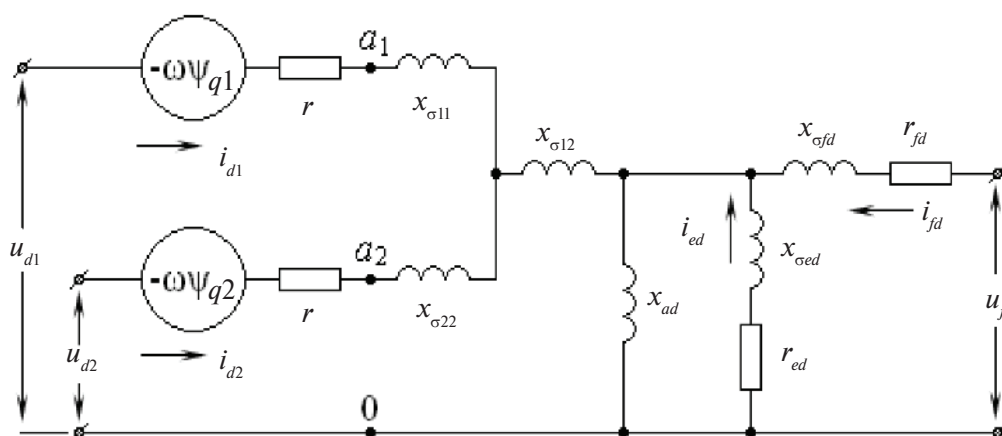 -ωψq1
r
a1
xσ11
id1
xσ12
xσfd
rfd
ifd
ud1
-ωψq2
r
a2
xσ22
id2
ud2
ied
xσed
xad
red
uf
0